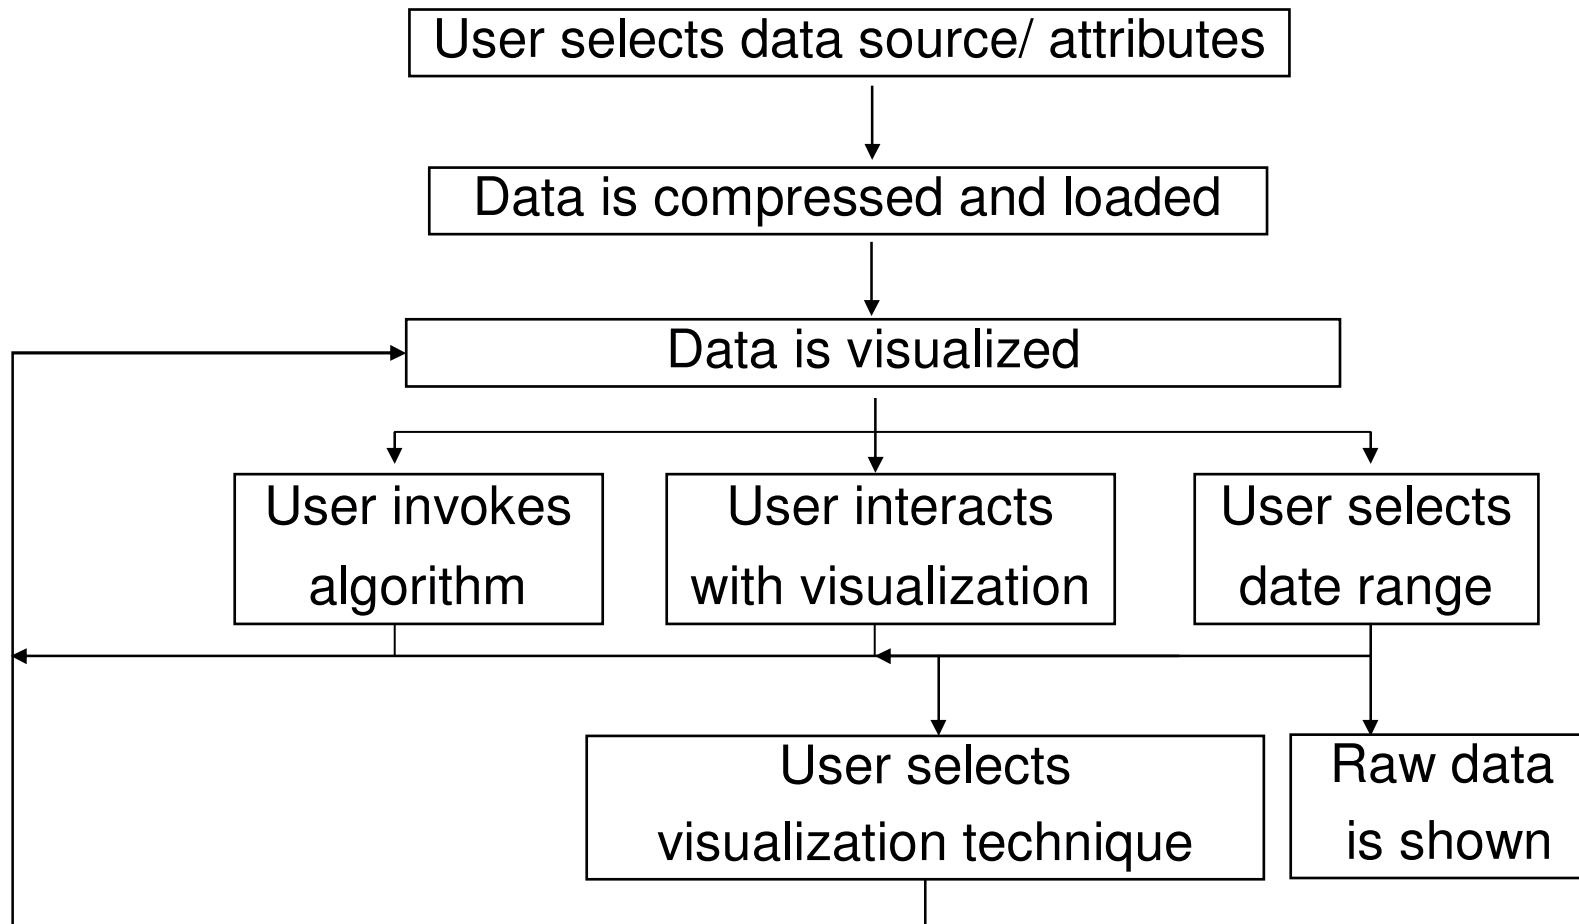 User selects data source/ attributes
Data is compressed and loaded
Data is visualized
User invokes
algorithm
User interacts
with visualization
User selects
date range
User selects
visualization technique
Raw data
is shown